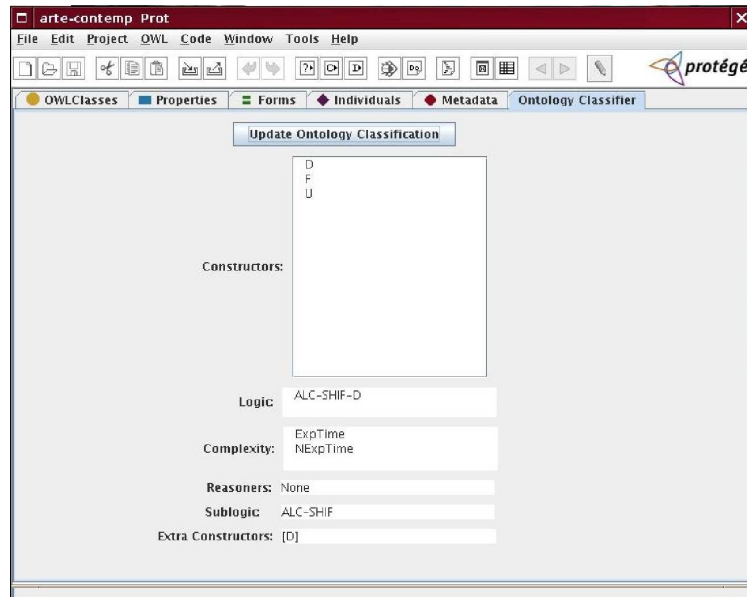 arte-contemp Prot
File Edit Project OWL Code Window Tools Help
protégé
OWLClasses Properties Forms Individuals Metadata Ontology Classifier
Update Ontology Classification
D
F
U
Constructors:
Logic:
ALC-SHIF-D
Complexity:
ExpTime
NExpTime
Reasoners: None
Sublogic: ALC-SHIF
Extra Constructors: [D]